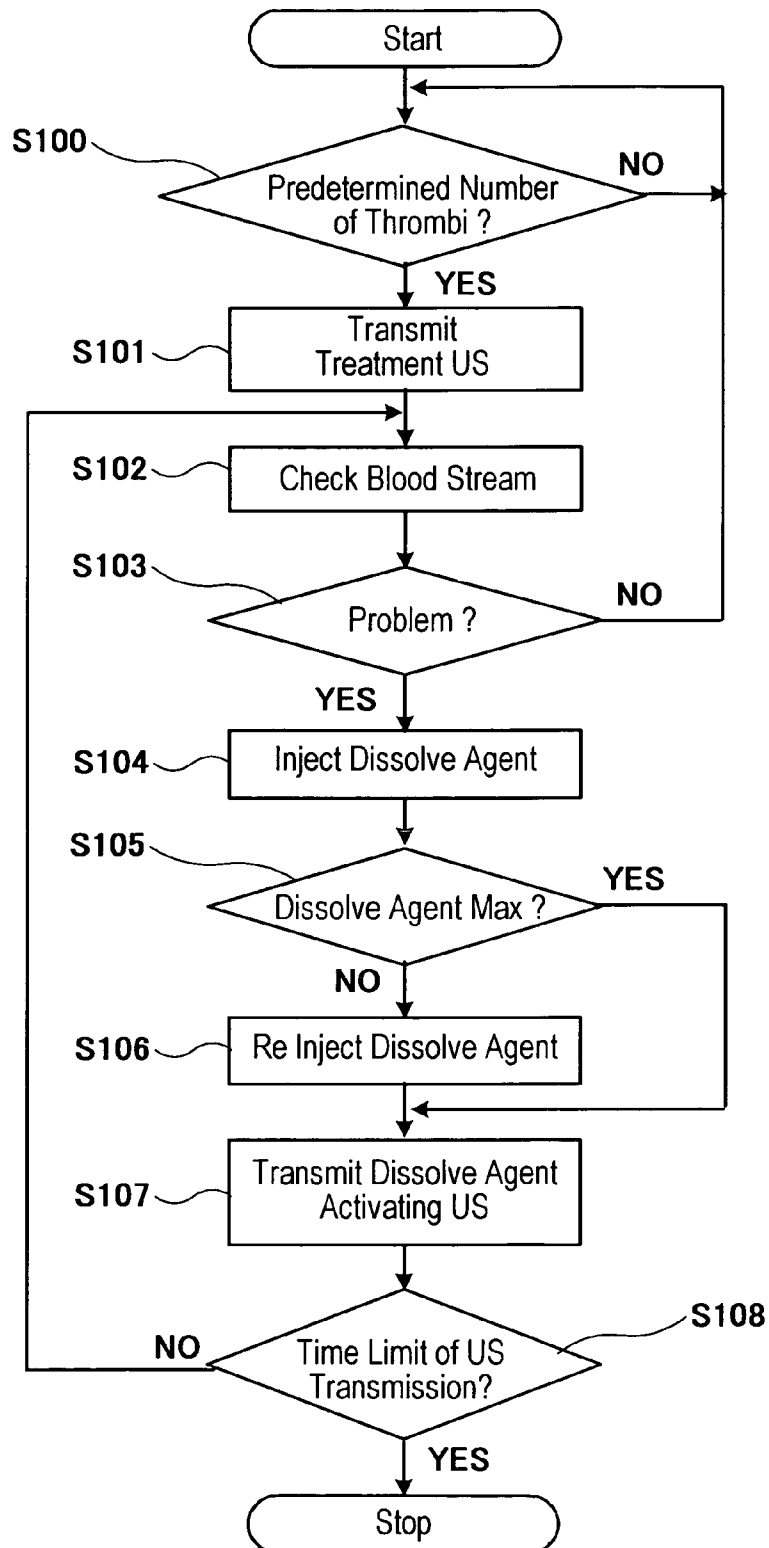 Start
S100
Predetermined Number
of Thrombi ?
NO
YES
S101
Transmit
Treatment US
S102
Check Blood Stream
S103
Problem ?
NO
YES
S104
Inject Dissolve Agent
S105
Dissolve Agent Max ?
YES
NO
S106
Re Inject Dissolve Agent
S107
Transmit Dissolve Agent
Activating US
S108
NO
Time Limit of US
Transmission?
YES
Stop